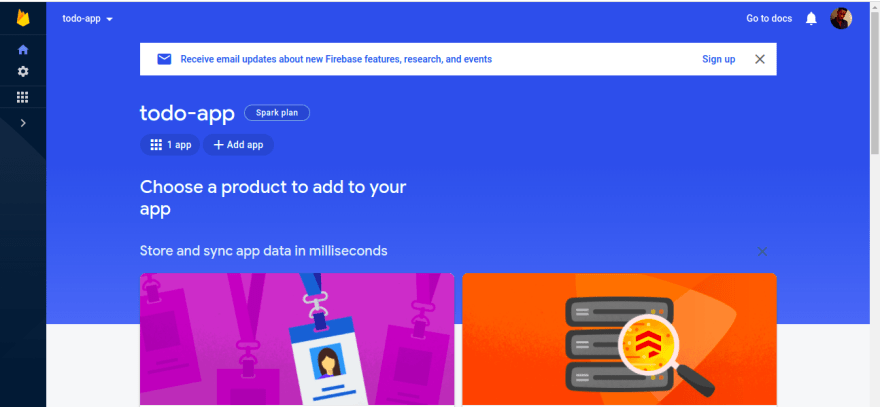 todo-app
Go to docs
Receive email updates about new Firebase features, research, and events
Sign up
todo-app
Spark plan
1 app
Add app
Choose a product to add to your
app
Store and sync app data in milliseconds